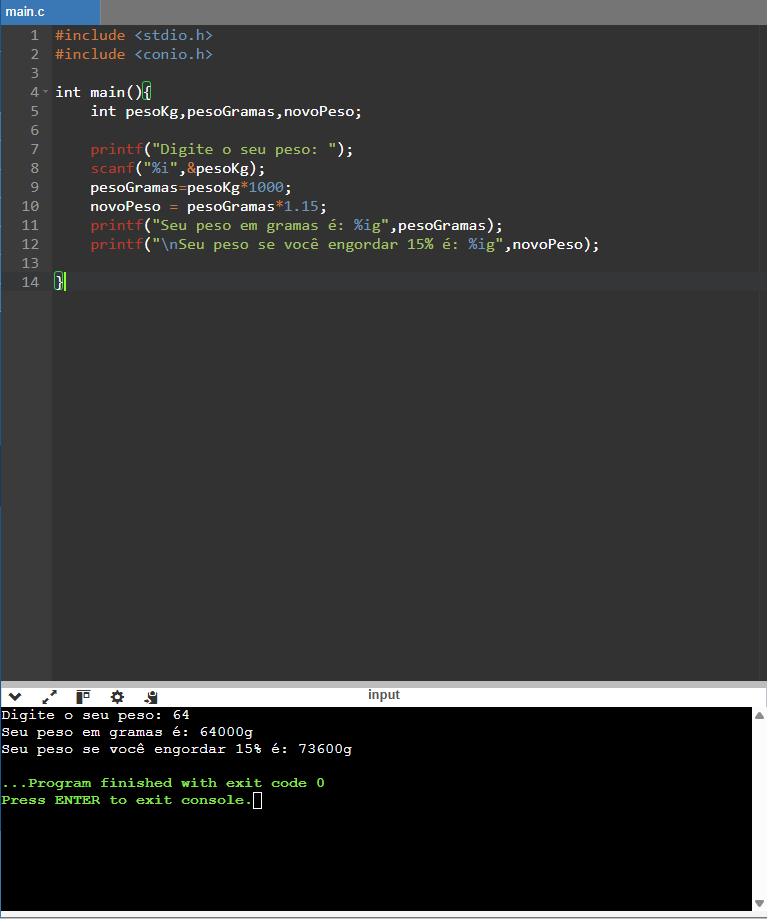 main.c
1 #include <stdio.h>
2 #include <conio.h>
3
4 int main(){
5 int pesoKg,pesoGramas,novoPeso;
6
7 printf("Digite o seu peso: ");
8 scanf("%i",&pesoKg);
9 pesoGramas=pesoKg*1000;
10 novoPeso = pesoGramas*1.15;
11 printf("Seu peso em gramas é: %ig",pesoGramas);
12 printf("\nSeu peso se você engordar 15% é: %ig",novoPeso);
13
14 }
input
Digite o seu peso: 64
Seu peso em gramas é: 64000g
Seu peso se você engordar 15% é: 73600g
...Program finished with exit code 0
Press ENTER to exit console.